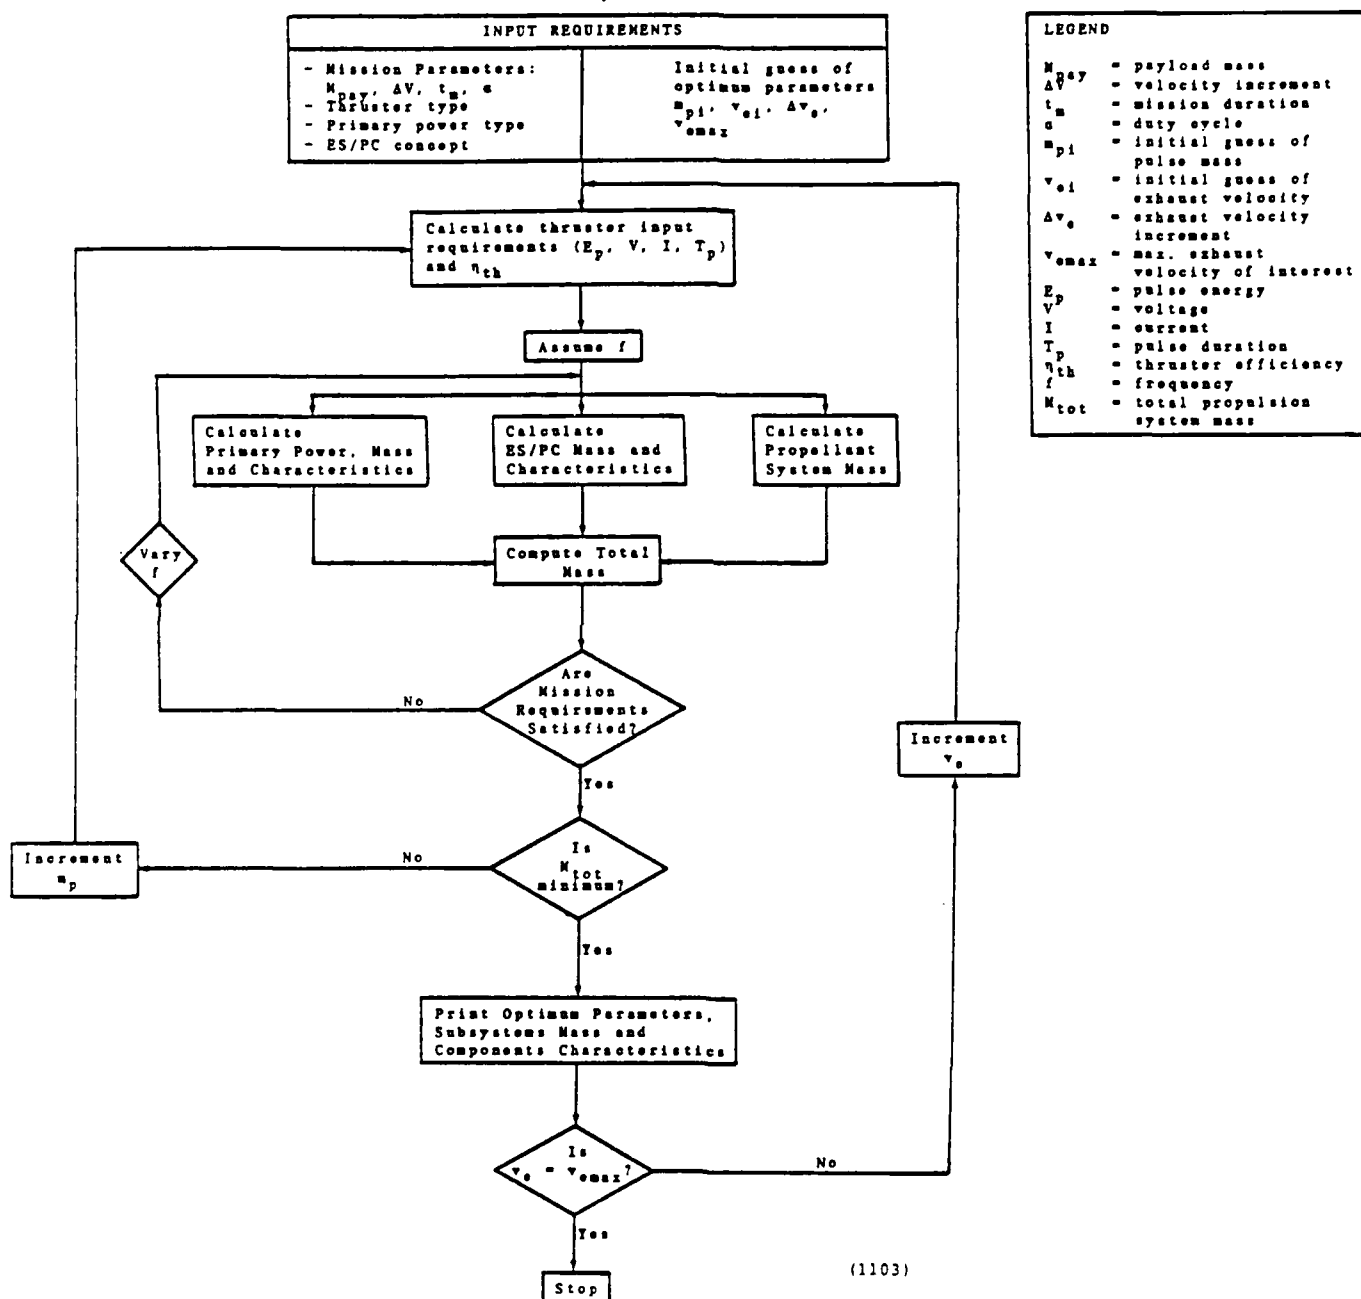 INPUT REQUIREMENTS
- Mission Parameters:
M_pay, ΔV, t_m, α
- Thruster type
- Primary power type
- ES/PC concept
Initial guess of
optimum parameters
m_pi, v_ei, Δv_e,
v_emax
Calculate thruster input
requirements (E_p, V, I, T_p)
and η_th
Assume f
Calculate
Primary Power, Mass
and Characteristics
Calculate
ES/PC Mass and
Characteristics
Calculate
Propellant
System Mass
Vary
f
Compute Total
Mass
Are
Mission
Requirements
Satisfied?
No
Yes
Increment
v_e
Is
M_tot
minimum?
No
Increment
m_p
Yes
Print Optimum Parameters,
Subsystems Mass and
Components Characteristics
Is
v_e = v_emax?
No
Yes
Stop
(1103)
LEGEND
M_pay = payload mass
ΔV = velocity increment
t_m = mission duration
α = duty cycle
m_pi = initial guess of
pulse mass
v_ei = initial guess of
exhaust velocity
Δv_e = exhaust velocity
increment
v_emax = max. exhaust
velocity of interest
E_p = pulse energy
V = voltage
I = current
T_p = pulse duration
η_th = thruster efficiency
f = frequency
M_tot = total propulsion
system mass